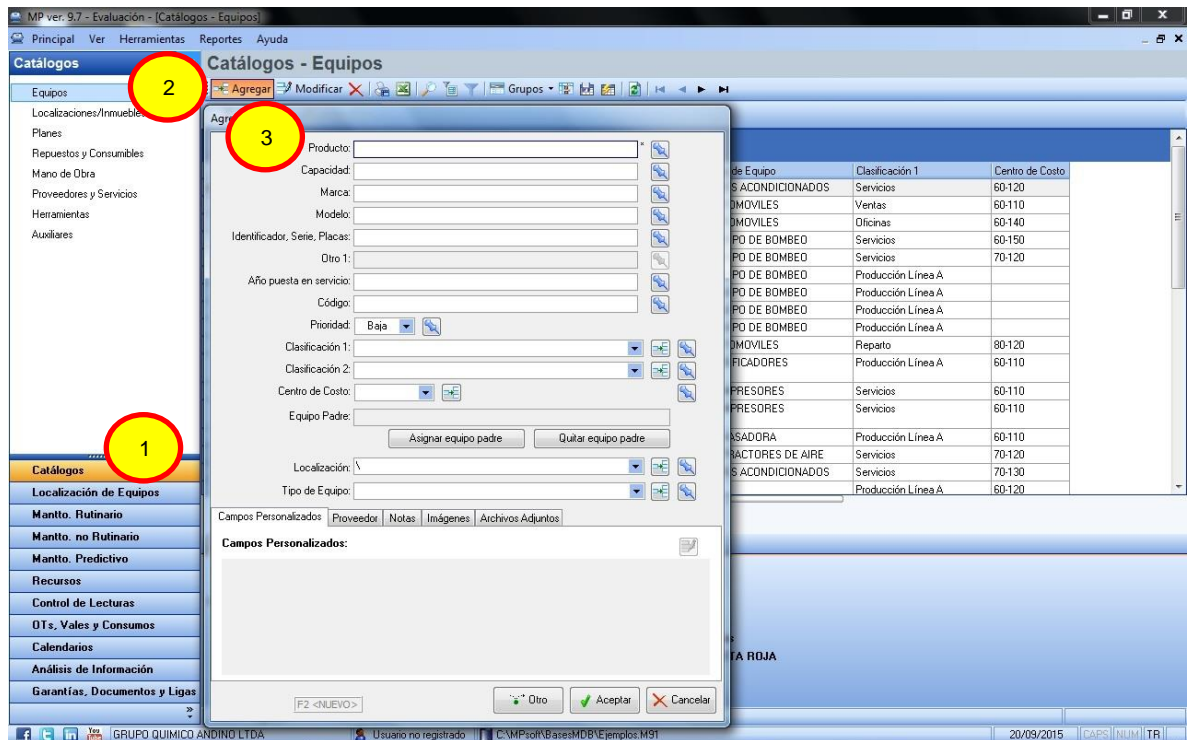 MP ver. 9.7 - Evaluación - [Catálogos - Equipos]
Principal Ver Herramientas Reportes Ayuda
Catálogos
Catálogos - Equipos
Agregar Modificar Grupos
2
Equipos
Localizaciones/Inmuebles
Planes
Repuestos y Consumibles
Mano de Obra
Proveedores y Servicios
Herramientas
Auxiliares
1
Catálogos
Localización de Equipos
Mantto. Rutinario
Mantto. no Rutinario
Mantto. Predictivo
Recursos
Control de Lecturas
OTs, Vales y Consumos
Calendarios
Análisis de Información
Garantías, Documentos y Ligas
3
Producto: *
Capacidad:
Marca:
Modelo:
Identificador, Serie, Placas:
Otro 1:
Año puesta en servicio:
Código:
Prioridad: Baja
Clasificación 1:
Clasificación 2:
Centro de Costo:
Equipo Padre:
Asignar equipo padre Quitar equipo padre
Localización: \
Tipo de Equipo:
Campos Personalizados Proveedor Notas Imágenes Archivos Adjuntos
Campos Personalizados:
F2 <NUEVO> Otro Aceptar Cancelar
de Equipo Clasificación 1 Centro de Costo
S ACONDICIONADOS Servicios 60-120
OMOVILES Ventas 60-110
OMOVILES Oficinas 60-140
PO DE BOMBEO Servicios 60-150
PO DE BOMBEO Servicios 70-120
PO DE BOMBEO Producción Línea A
PO DE BOMBEO Producción Línea A
PO DE BOMBEO Producción Línea A
PO DE BOMBEO Producción Línea A
OMOVILES Reparto 80-120
FICADORES Producción Línea A 60-110
PRESORES Servicios 60-110
PRESORES Servicios 60-110
ASADORA Producción Línea A 60-110
RACTORES DE AIRE Servicios 70-120
S ACONDICIONADOS Servicios 70-130
Producción Línea A 60-120
TA ROJA
GRUPO QUIMICO ANDINO LTDA Usuario no registrado C:\MPsoft\BasesMDB\Ejemplos.M91 20/09/2015 CAPS NUM TR